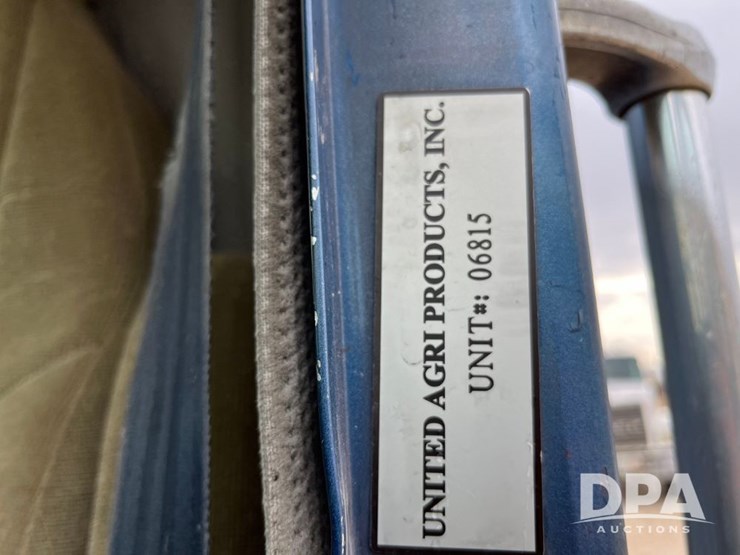 UNITED AGRI PRODUCTS, INC.
UNIT#: 06815
DPA
AUCTIONS